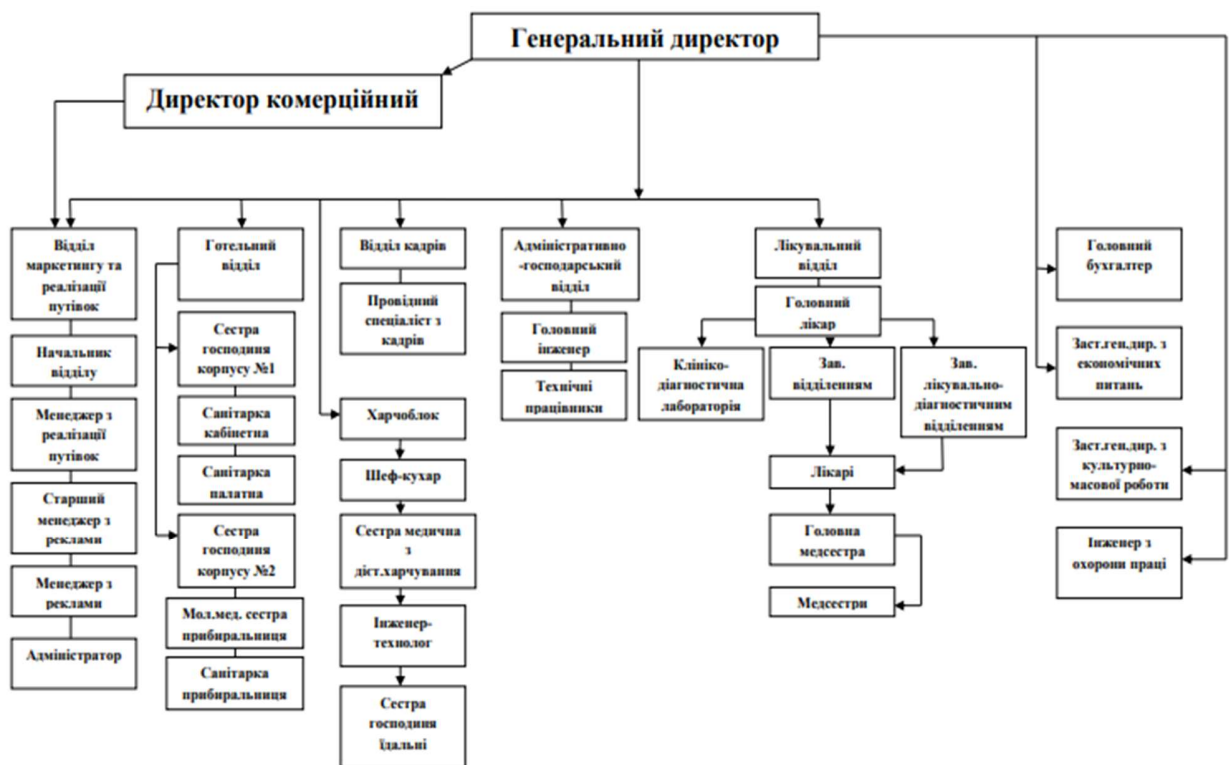 Генеральний директор
Директор комерційний
Відділ
маркетингу та
реалізації
путівок
Начальник
відділу
Менеджер з
реалізації
путівок
Старший
менеджер з
реклами
Менеджер з
реклами
Адміністратор
Готельний
відділ
Сестра
господиня
корпусу №1
Санітарка
кабінетна
Санітарка
палатна
Сестра
господиня
корпусу №2
Мол.мед. сестра
прибиральниця
Санітарка
прибиральниця
Відділ кадрів
Провідний
спеціаліст з
кадрів
Харчоблок
Шеф-кухар
Сестра медична
з
дієт.харчування
Інженер-
технолог
Сестра
господиня
їдальні
Адміністративно
-господарський
відділ
Головний
інженер
Технічні
працівники
Лікувальний
відділ
Головний
лікар
Клініко-
діагностична
лабораторія
Зав.
відділенням
Зав.
лікувально-
діагностичним
відділенням
Лікарі
Головна
медсестра
Медсестри
Головний
бухгалтер
Заст.ген.дир. з
економічних
питань
Заст.ген.дир. з
культурно-
масової роботи
Інженер з
охорони праці